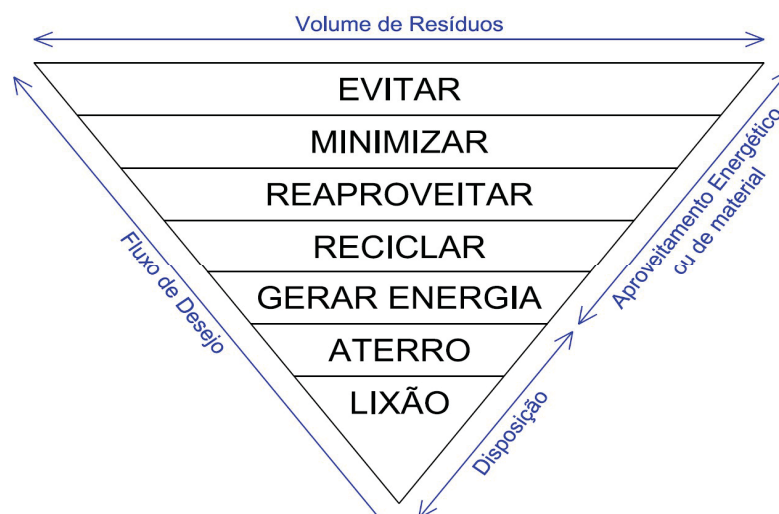 Volume de Resíduos
EVITAR
MINIMIZAR
REAPROVEITAR
RECICLAR
GERAR ENERGIA
ATERRO
LIXÃO
Fluxo de Desejo
Aproveitamento Energético
ou de material
Disposição